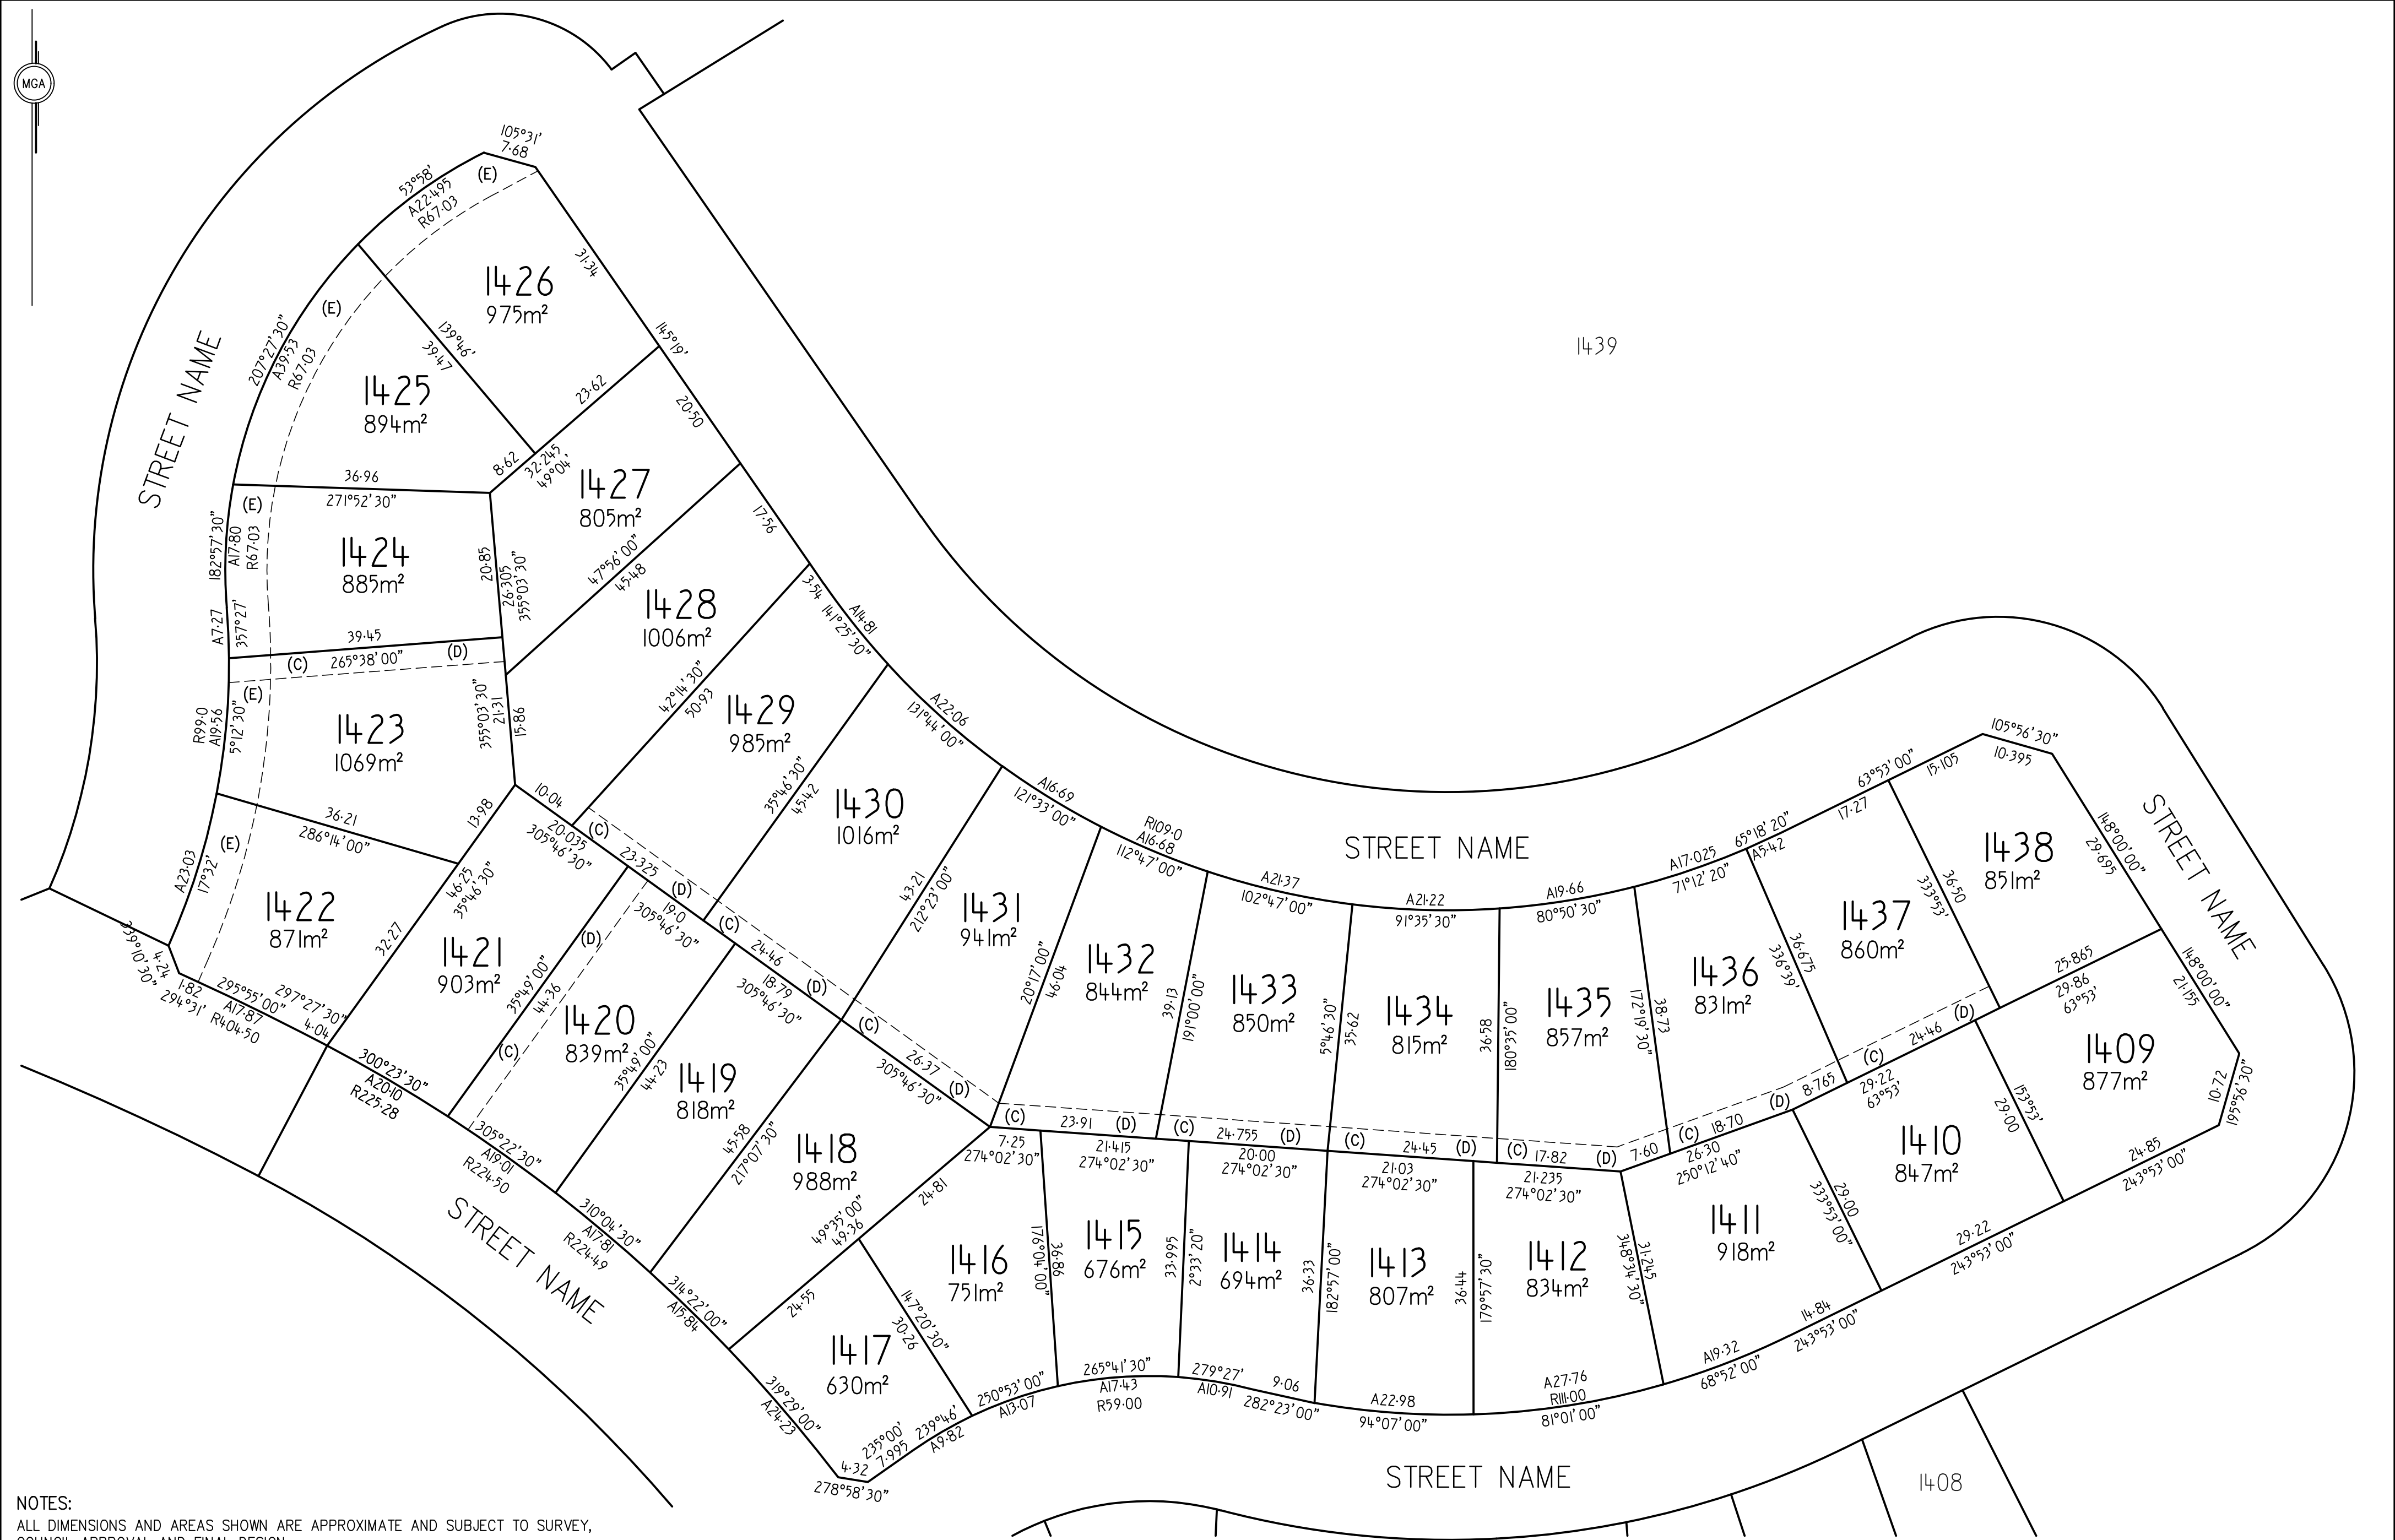 MGA
105°31'
7·68
(E)
53°58'
A22·495
R67·03
31·34
1426
975m²
145°19'
139°46'
39·47
23·62
(E)
207°27'30"
A39·53
R67·03
1425
894m²
STREET NAME
20·50
1439
36·96
271°52'30"
8·62
32·245
49°04'
1427
805m²
17·56
(E)
182°57'30"
A17·80
R67·03
1424
885m²
20·85
26·305
355°03'30"
47°56'00"
45·48
A7·27
357°27'
39·45
(C)
265°38'00"
(D)
1428
1006m²
3·54
A14·81
141°25'30"
(E)
R99·0
A19·56
5°12'30"
1423
1069m²
355°03'30"
21·31
15·86
42°14'30"
50·93
1429
985m²
A22·06
131°44'00"
36·21
286°14'00"
13·98
10·04
20·035
305°46'30"
(C)
23·325
35°46'30"
45·42
1430
1016m²
A16·69
121°33'00"
(E)
A23·03
17°32'
46·25
35°46'30"
(D)
19·0
305°46'30"
(C)
43·21
212°23'00"
1431
941m²
R109·0
A16·68
112°47'00"
339°10'30"
4·24
1·82
294°31'
295°55'00"
A17·87
R404·50
297°27'30"
4·04
1422
871m²
32·27
1421
903m²
(D)
35°49'00"
44·36
(C)
24·46
18·79
305°46'30"
(D)
20°17'00"
46·04
1432
844m²
39·13
191°00'00"
A21·37
102°47'00"
STREET NAME
A21·22
91°35'30"
A19·66
80°50'30"
A17·025
71°12'20"
65°18'20"
A5·42
17·27
63°53'00"
15·105
105°56'30"
10·395
300°23'30"
A20·10
R225·28
1420
839m²
35°49'00"
44·23
1419
818m²
(C)
26·37
305°46'30"
(D)
1433
850m²
5°46'30"
35·62
1434
815m²
36·58
180°35'00"
1435
857m²
38·73
172°19'30"
1436
831m²
36·675
336°39'
1437
860m²
36·50
333°53'
1438
851m²
148°00'00"
29·695
STREET NAME
305°22'30"
A19·01
R224·50
45·58
217°07'30"
1418
988m²
(C)
7·25
274°02'30"
23·91
(D)
21·415
274°02'30"
(C)
24·755
(D)
20·00
274°02'30"
(C)
24·45
(D)
21·03
274°02'30"
(C)
17·82
(D)
21·235
274°02'30"
7·60
(C)
18·70
(D)
26·30
250°12'40"
8·765
(C)
24·46
(D)
29·22
63°53'
25·865
29·86
63°53'
148°00'00"
21·155
1409
877m²
10·72
195°56'30"
24·85
243°53'00"
310°04'30"
A17·81
R224·49
STREET NAME
24·81
49°35'00"
49·36
24·55
1416
751m²
36·86
176°04'00"
1415
676m²
33·995
2°33'20"
1414
694m²
36·33
182°57'00"
1413
807m²
36·44
179°57'30"
1412
834m²
31·245
348°34'30"
1411
918m²
29·00
333°53'00"
1410
847m²
153°53'
29·00
29·22
243°53'00"
314°22'00"
A15·84
1417
630m²
147°20'30"
30·26
319°29'00"
A24·23
4·32
278°58'30"
235°00'
7·995
239°46'
A9·82
250°53'00"
A13·07
265°41'30"
A17·43
R59·00
279°27'
A10·91
9·06
282°23'00"
A22·98
94°07'00"
A27·76
R111·00
81°01'00"
A19·32
68°52'00"
14·84
243°53'00"
STREET NAME
1408
NOTES:
ALL DIMENSIONS AND AREAS SHOWN ARE APPROXIMATE AND SUBJECT TO SURVEY,
COUNCIL APPROVAL AND FINAL DESIGN